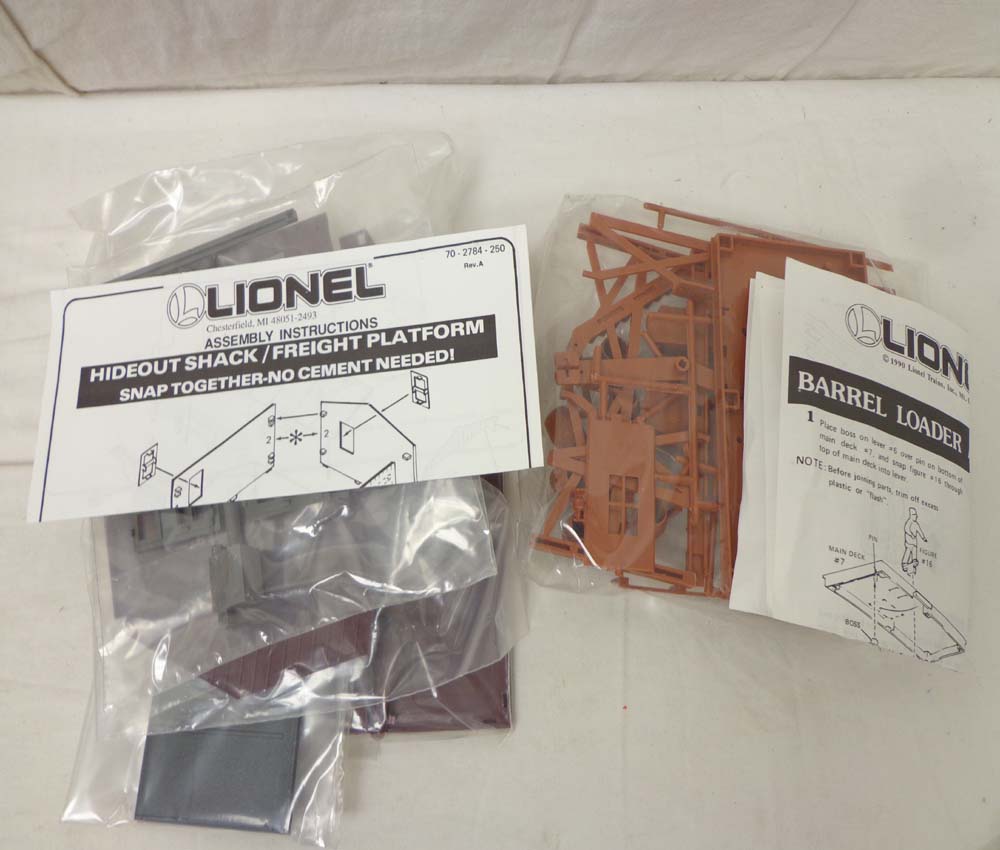 70-2784-250
Rev. A
LIONEL®
Chesterfield, MI 48051-2493
ASSEMBLY INSTRUCTIONS
HIDEOUT SHACK/FREIGHT PLATFORM
SNAP TOGETHER-NO CEMENT NEEDED!
2
2
LION
© 1990 Lionel Trains, Inc.,
BARREL LOADER
1 Place boss on lever #6 over pin on bottom of
main deck #7, and snap figure #16 through
top of main deck into lever.
NOTE: Before joining parts, trim off excess
plastic or "flash".
PIN
FIGURE
#16
MAIN DECK
#7
BOSS